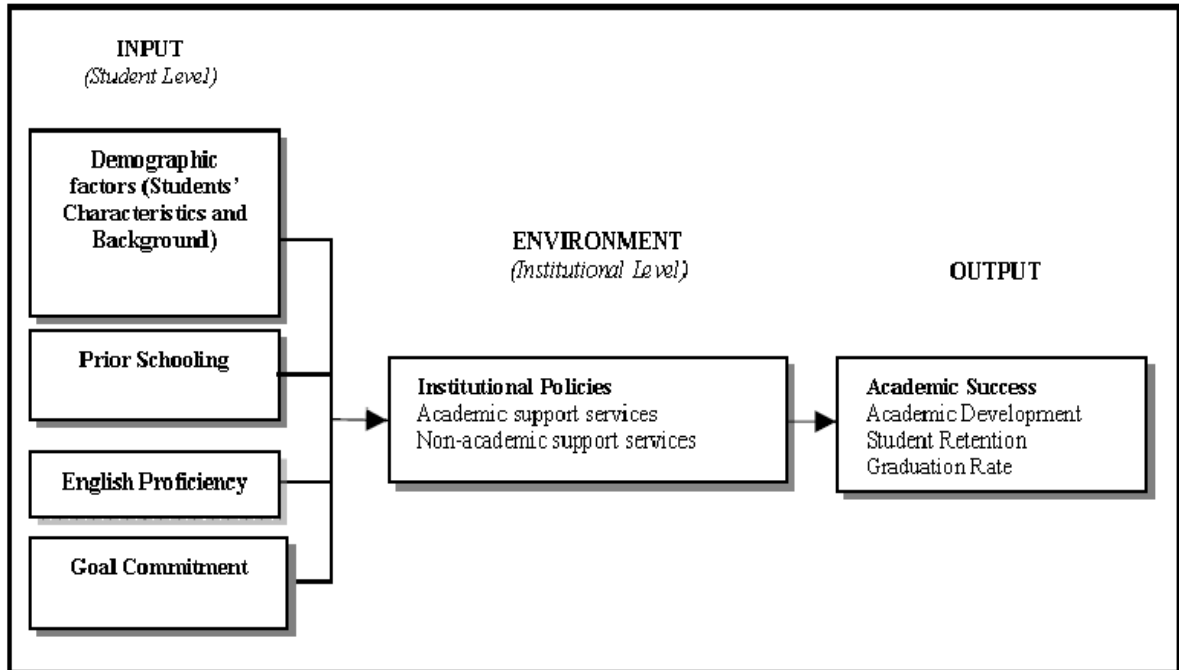 INPUT
(Student Level)
Demographic
factors (Students'
Characteristics and
Background)
Prior Schooling
English Proficiency
Goal Commitment
ENVIRONMENT
(Institutional Level)
Institutional Policies
Academic support services
Non-academic support services
OUTPUT
Academic Success
Academic Development
Student Retention
Graduation Rate